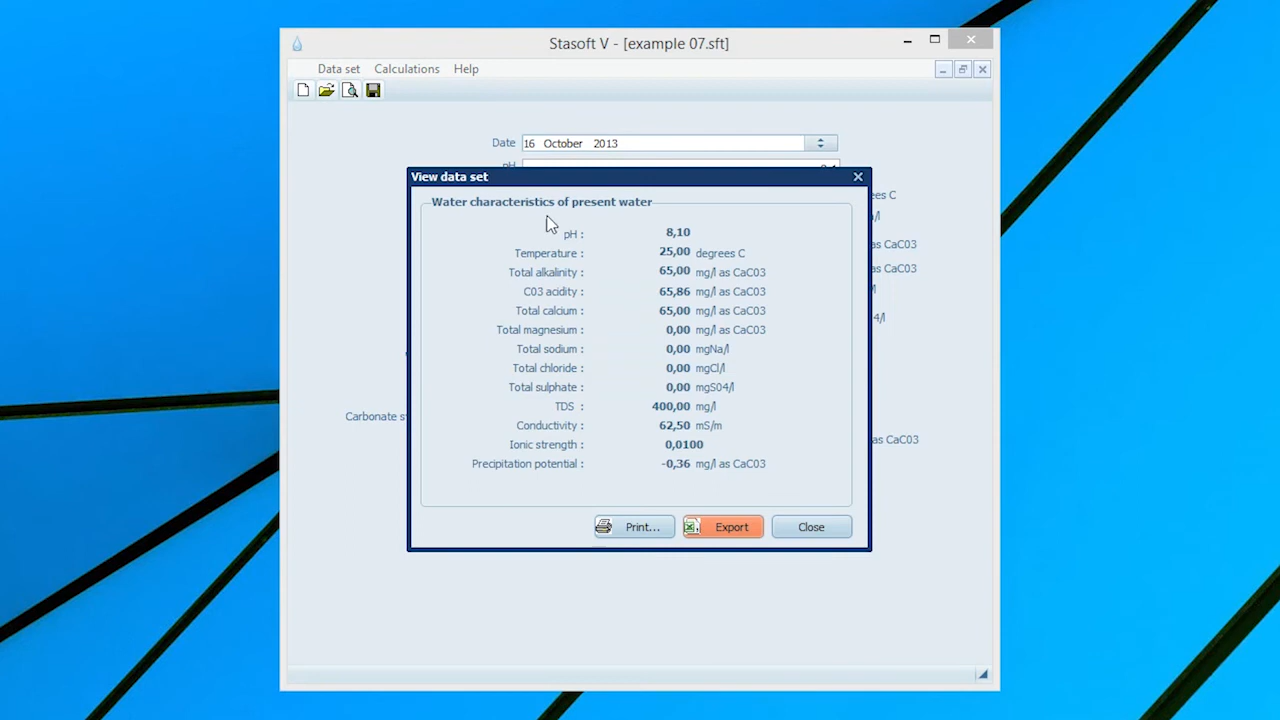 Stasoft V - [example 07.sft]
Data set Calculations Help
Date 16 October 2013
pH
View data set
Water characteristics of present water
pH : 8,10
Temperature : 25,00 degrees C
Total alkalinity : 65,00 mg/l as CaC03
C03 acidity : 65,86 mg/l as CaC03
Total calcium : 65,00 mg/l as CaC03
Total magnesium : 0,00 mg/l as CaC03
Total sodium : 0,00 mgNa/l
Total chloride : 0,00 mgCl/l
Total sulphate : 0,00 mgS04/l
TDS : 400,00 mg/l
Conductivity : 62,50 mS/m
Ionic strength : 0,0100
Precipitation potential : -0,36 mg/l as CaC03
Print... Export Close
rees C
/l
as CaC03
as CaC03
/l
4/l
Carbonate s
as CaC03